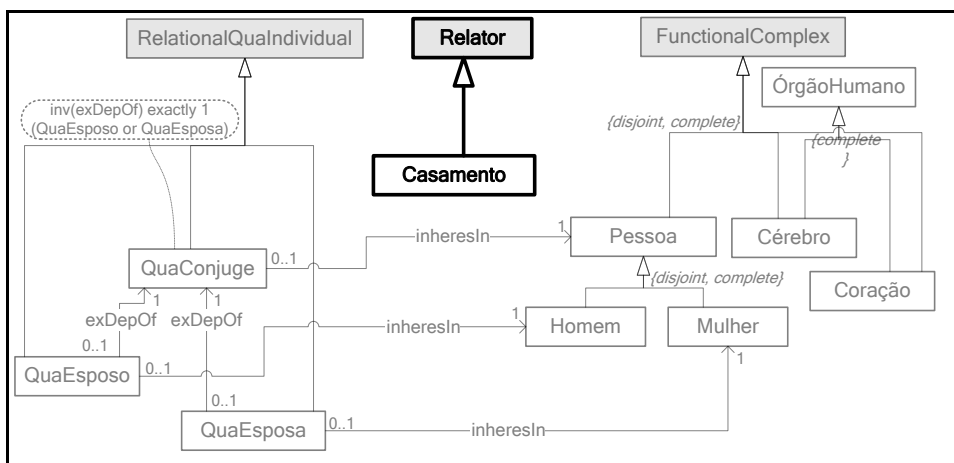 RelationalQuaIndividual
Relator
FunctionalComplex
ÓrgãoHumano
inv(exDepOf) exactly 1
(QuaEsposo or QuaEsposa)
{disjoint, complete}
{complete
}
Casamento
Pessoa
Cérebro
Coração
QuaConjuge
0..1
inheresIn
1
{disjoint, complete}
1
1
exDepOf
exDepOf
Homem
Mulher
0..1
inheresIn
1
1
QuaEsposo
0..1
0..1
QuaEsposa
0..1
inheresIn